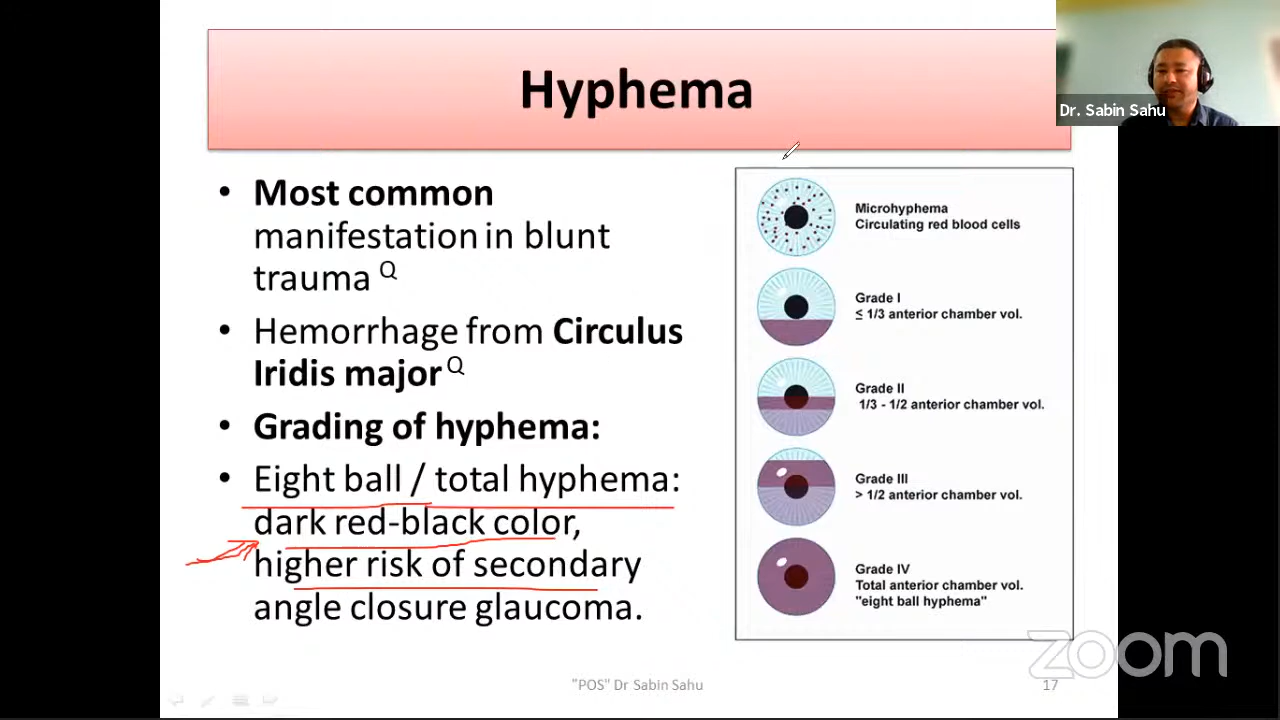 Hyphema
Dr. Sabin Sahu
• Most common
manifestation in blunt
trauma Q
• Hemorrhage from Circulus
Iridis major Q
• Grading of hyphema:
• Eight ball / total hyphema:
dark red-black color,
higher risk of secondary
angle closure glaucoma.
Microhyphema
Circulating red blood cells
Grade I
≤ 1/3 anterior chamber vol.
Grade II
1/3 - 1/2 anterior chamber vol.
Grade III
> 1/2 anterior chamber vol.
Grade IV
Total anterior chamber vol.
"eight ball hyphema"
zoom
"POS" Dr Sabin Sahu
17